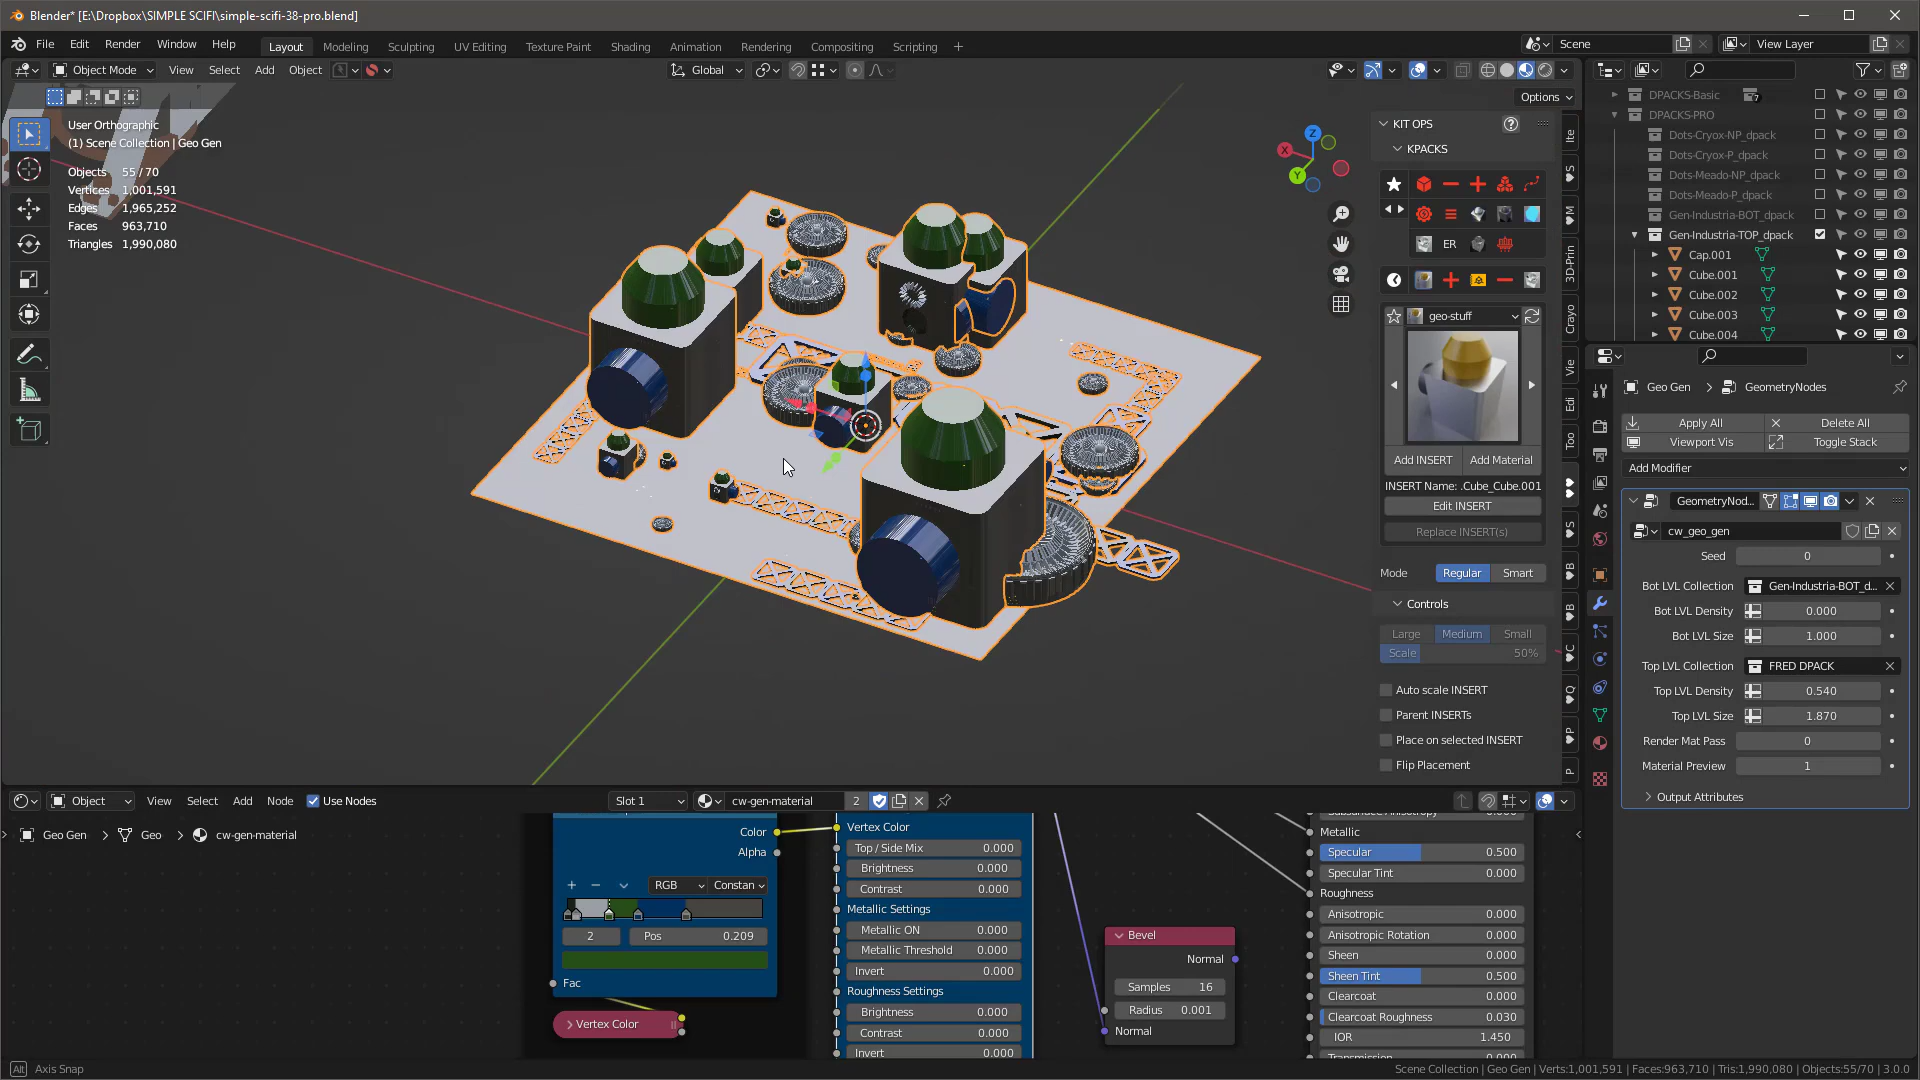 Blender* [E:\Dropbox\SIMPLE SCIFI\simple-scifi-38-pro.blend]
File Edit Render Window Help Layout Modeling Sculpting UV Editing Texture Paint Shading Animation Rendering Compositing Scripting + Scene View Layer
Object Mode View Select Add Object Global
Options
User Orthographic
(1) Scene Collection | Geo Gen
Objects 55 / 70
Vertices 1,001,591
Edges 1,965,252
Faces 963,710
Triangles 1,990,080
Z
X
Y
KIT OPS
KPACKS
ER
geo-stuff
Add INSERT Add Material
INSERT Name: .Cube_Cube.001
Edit INSERT
Replace INSERT(s)
Mode Regular Smart
Controls
Large Medium Small
Scale 50%
Auto scale INSERT
Parent INSERTs
Place on selected INSERT
Flip Placement
Ite
S
M
3D-Prin
Crayo
Vie
Edi
Too
S
B
B
C
Q
P
P
DPACKS-Basic 7
DPACKS-PRO
Dots-Cryox-NP_dpack
Dots-Cryox-P_dpack
Dots-Meado-NP_dpack
Dots-Meado-P_dpack
Gen-Industria-BOT_dpack
Gen-Industria-TOP_dpack
Cap.001
Cube.001
Cube.002
Cube.003
Cube.004
Geo Gen > GeometryNodes
Apply All Delete All
Viewport Vis Toggle Stack
Add Modifier
GeometryNod...
cw_geo_gen
Seed 0
Bot LVL Collection Gen-Industria-BOT_d...
Bot LVL Density 0.000
Bot LVL Size 1.000
Top LVL Collection FRED DPACK
Top LVL Density 0.540
Top LVL Size 1.870
Render Mat Pass 0
Material Preview 1
Output Attributes
Object View Select Add Node Use Nodes Slot 1 cw-gen-material 2
Geo Gen > Geo > cw-gen-material
Color
Alpha
RGB Constan
2 Pos 0.209
Fac
Vertex Color
Vertex Color
Top / Side Mix 0.000
Brightness 0.000
Contrast 0.000
Metallic Settings
Metallic ON 0.000
Metallic Threshold 0.000
Invert 0.000
Roughness Settings
Brightness 0.000
Contrast 0.000
Invert 0.000
Bevel
Normal
Samples 16
Radius 0.001
Normal
Subsurface Anisotropy 0.000
Metallic
Specular 0.500
Specular Tint 0.000
Roughness
Anisotropic 0.000
Anisotropic Rotation 0.000
Sheen 0.000
Sheen Tint 0.500
Clearcoat 0.000
Clearcoat Roughness 0.030
IOR 1.450
Transmission 0.000
Alt Axis Snap
Scene Collection | Geo Gen | Verts:1,001,591 | Faces:963,710 | Tris:1,990,080 | Objects:55/70 | 3.0.0